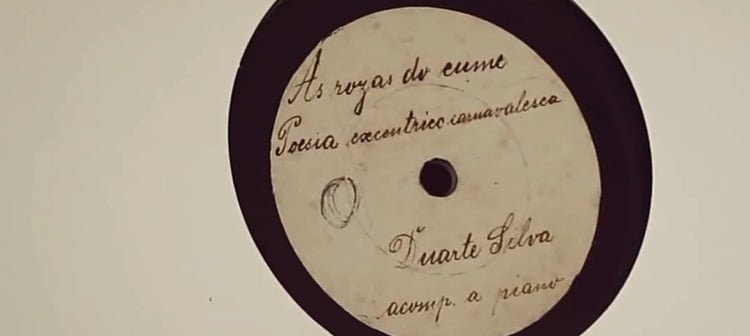 As rozas do cume
Poesia excentrico carnavalesca
Duarte Silva
acomp. a piano